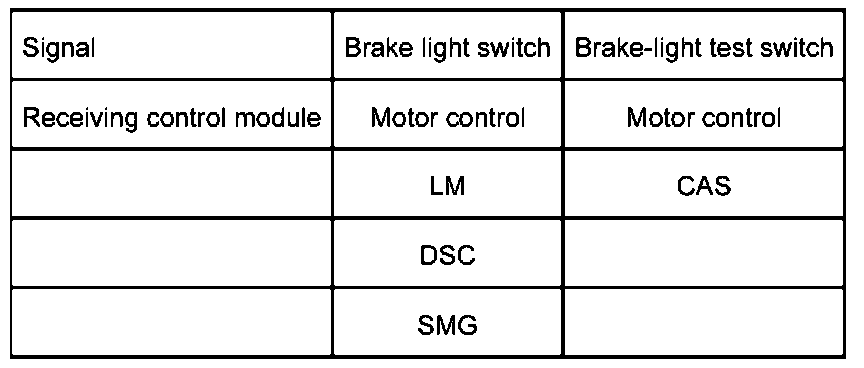 Signal Brake light switch Brake-light test switch
Receiving control module Motor control Motor control
LM CAS
DSC
SMG